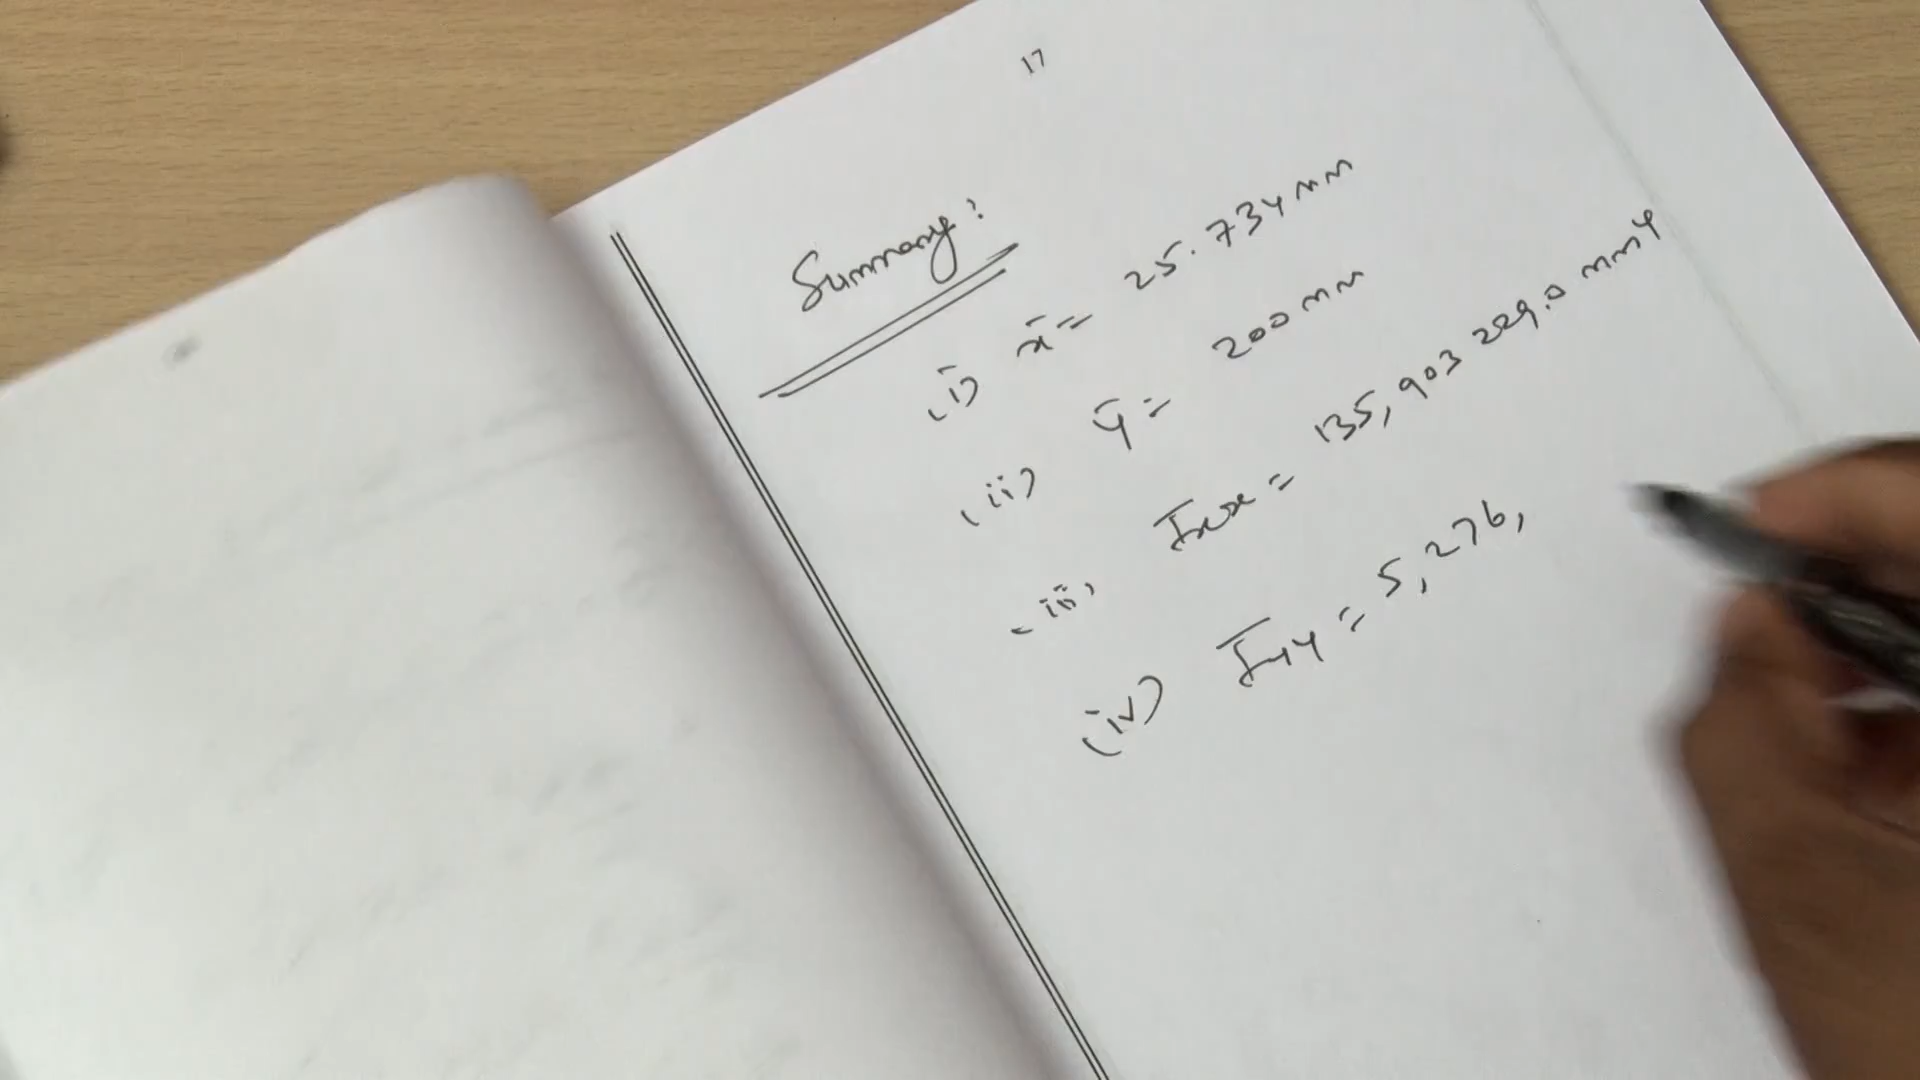 17
Summary:
(i) x̄ = 25.734 mm
(ii) ȳ = 200 mm
(iii) Ixx = 135,903 229.0 mm4
(iv) Iyy = 5,276,